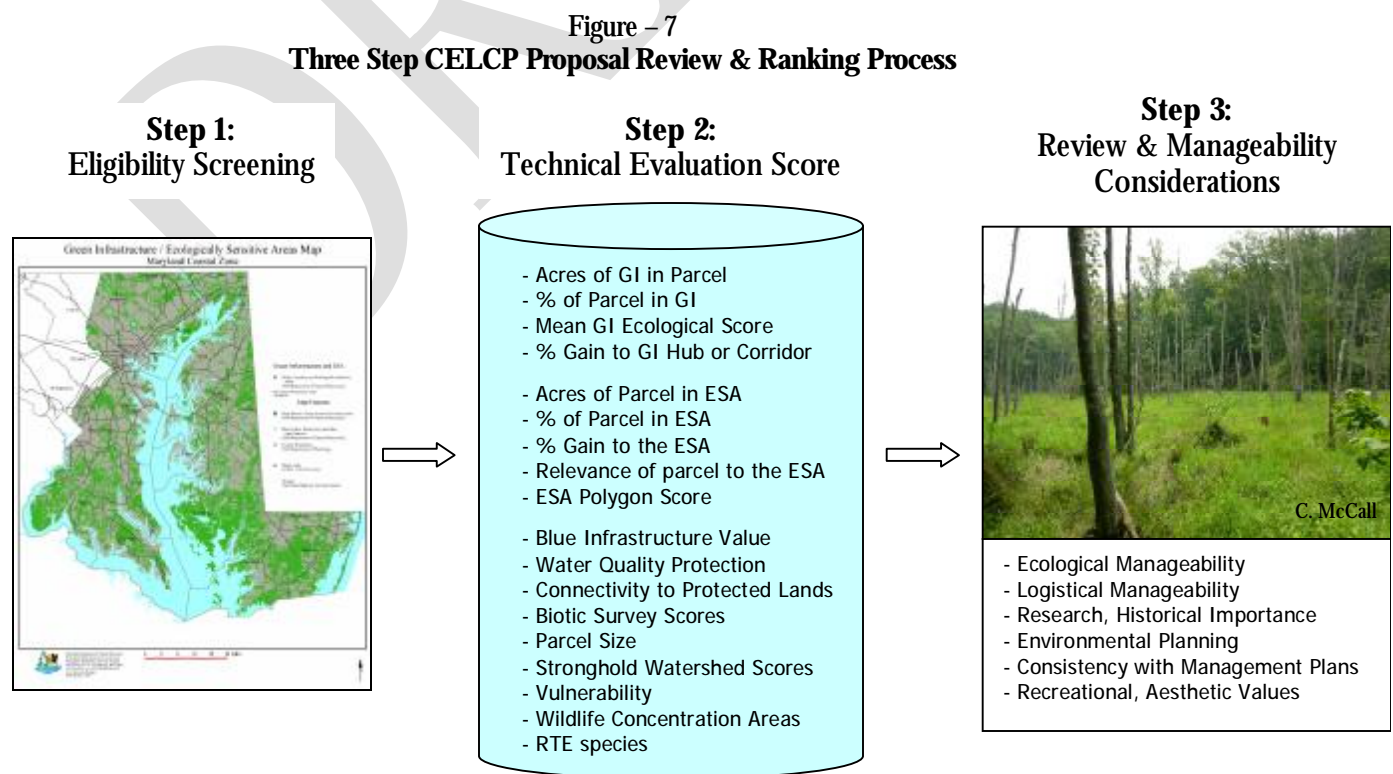 Figure – 7
Three Step CELCP Proposal Review & Ranking Process
Step 1:
Eligibility Screening
Green Infrastructure / Ecologically Sensitive Areas Map
Maryland Coastal Zone
Step 2:
Technical Evaluation Score
- Acres of GI in Parcel
- % of Parcel in GI
- Mean GI Ecological Score
- % Gain to GI Hub or Corridor
- Acres of Parcel in ESA
- % of Parcel in ESA
- % Gain to the ESA
- Relevance of parcel to the ESA
- ESA Polygon Score
- Blue Infrastructure Value
- Water Quality Protection
- Connectivity to Protected Lands
- Biotic Survey Scores
- Parcel Size
- Stronghold Watershed Scores
- Vulnerability
- Wildlife Concentration Areas
- RTE species
Step 3:
Review & Manageability
Considerations
C. McCall
- Ecological Manageability
- Logistical Manageability
- Research, Historical Importance
- Environmental Planning
- Consistency with Management Plans
- Recreational, Aesthetic Values